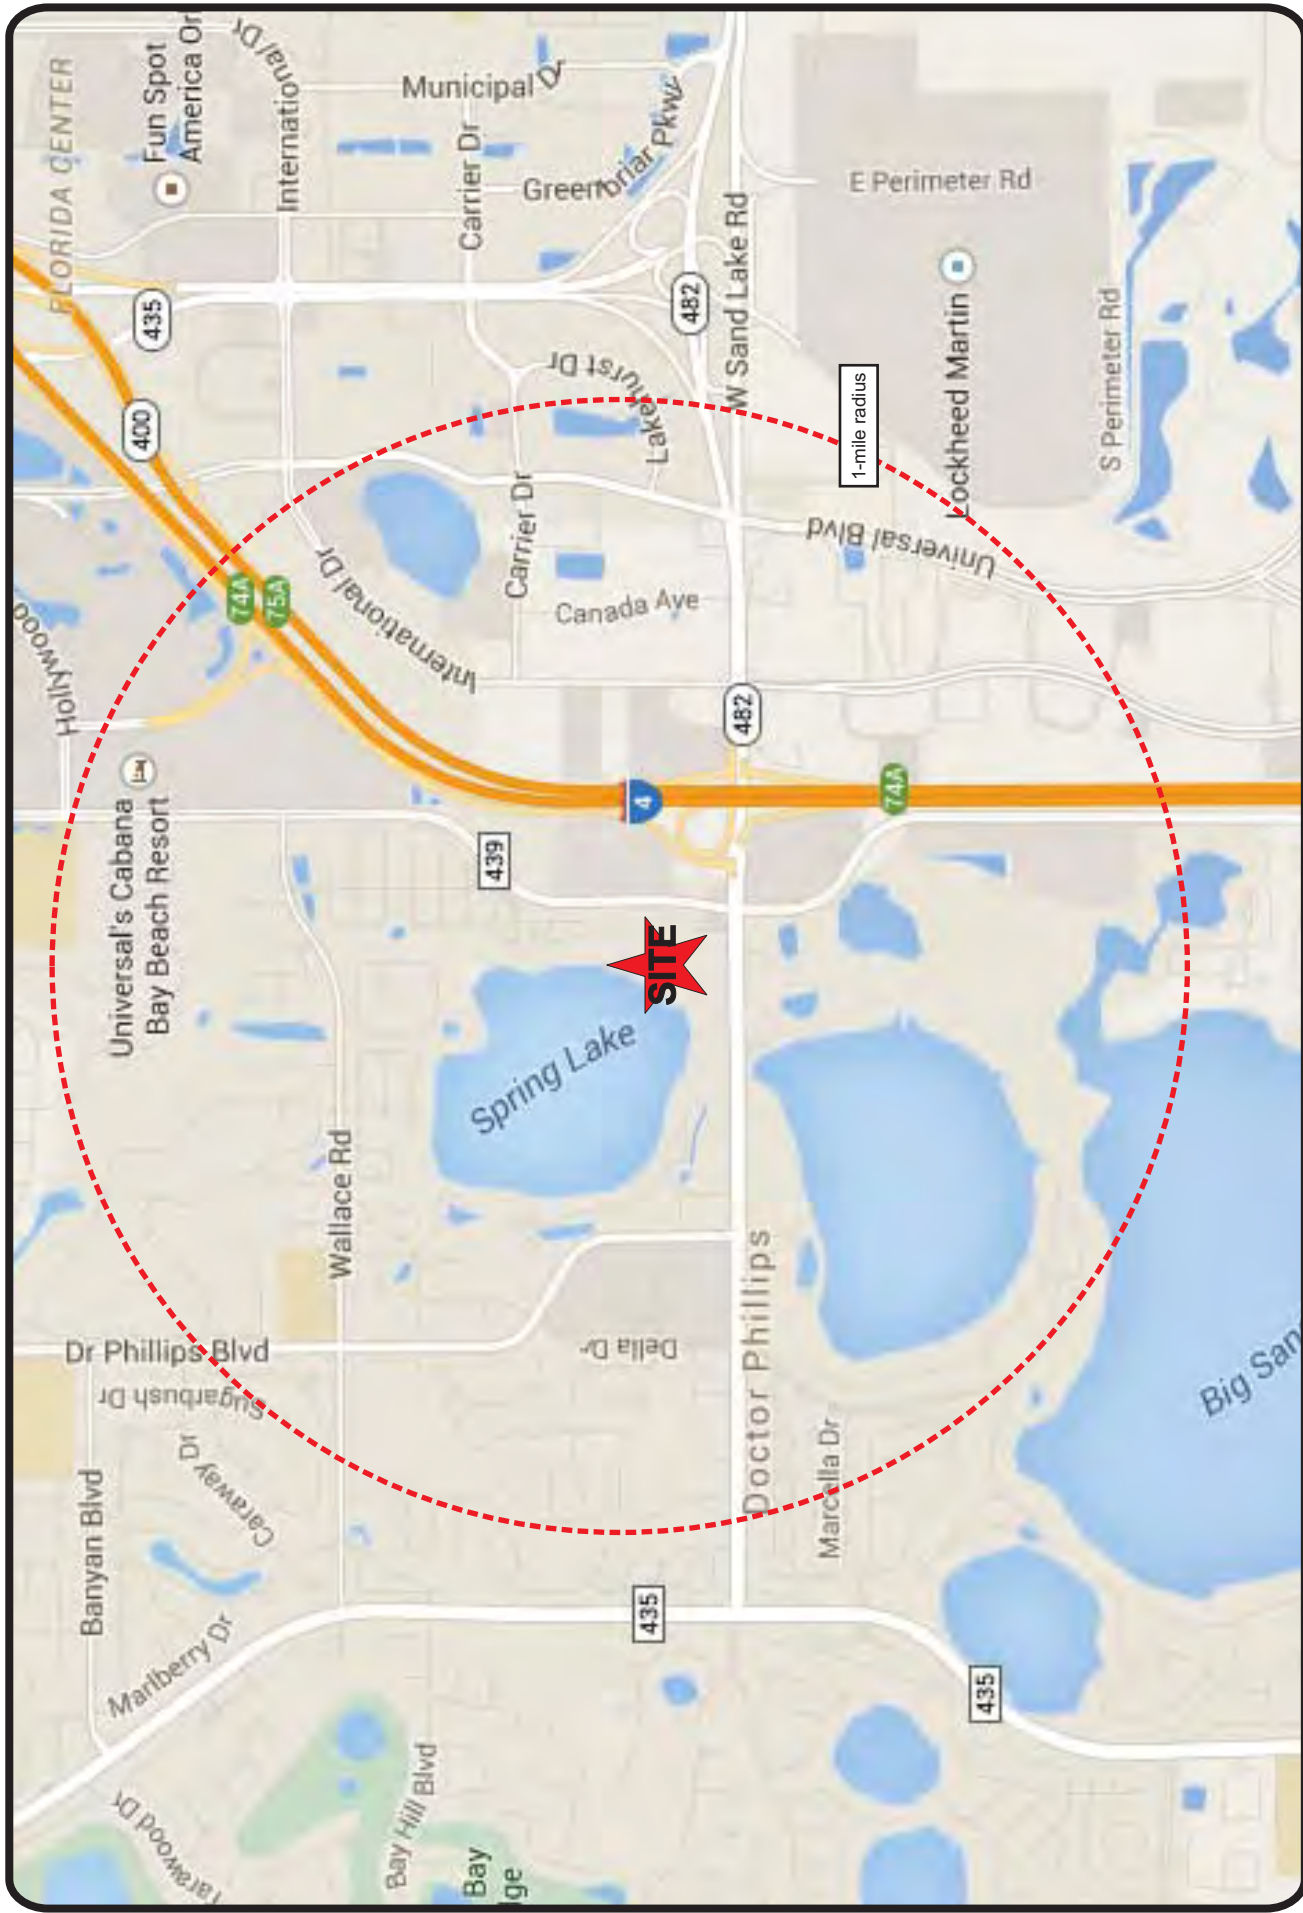 FLORIDA CENTER
Fun Spot
America Or
International Dr
Municipal Dr
Carrier Dr
Greenbriar Pkwy
E Perimeter Rd
W Sand Lake Rd
482
435
400
Lakehurst Dr
1-mile radius
Lockheed Martin
S Perimeter Rd
Hollywood
74A
75A
International Dr
Carrier Dr
Canada Ave
Universal Blvd
482
4
74A
Universal's Cabana
Bay Beach Resort
439
SITE
Spring Lake
Wallace Rd
Dr Phillips Blvd
Sugarbush Dr
Della Dr
Doctor Phillips
Marcella Dr
Big San
Banyan Blvd
Caraway Dr
Marlberry Dr
435
435
Tarawood Dr
Bay Hill Blvd
Bay
dge